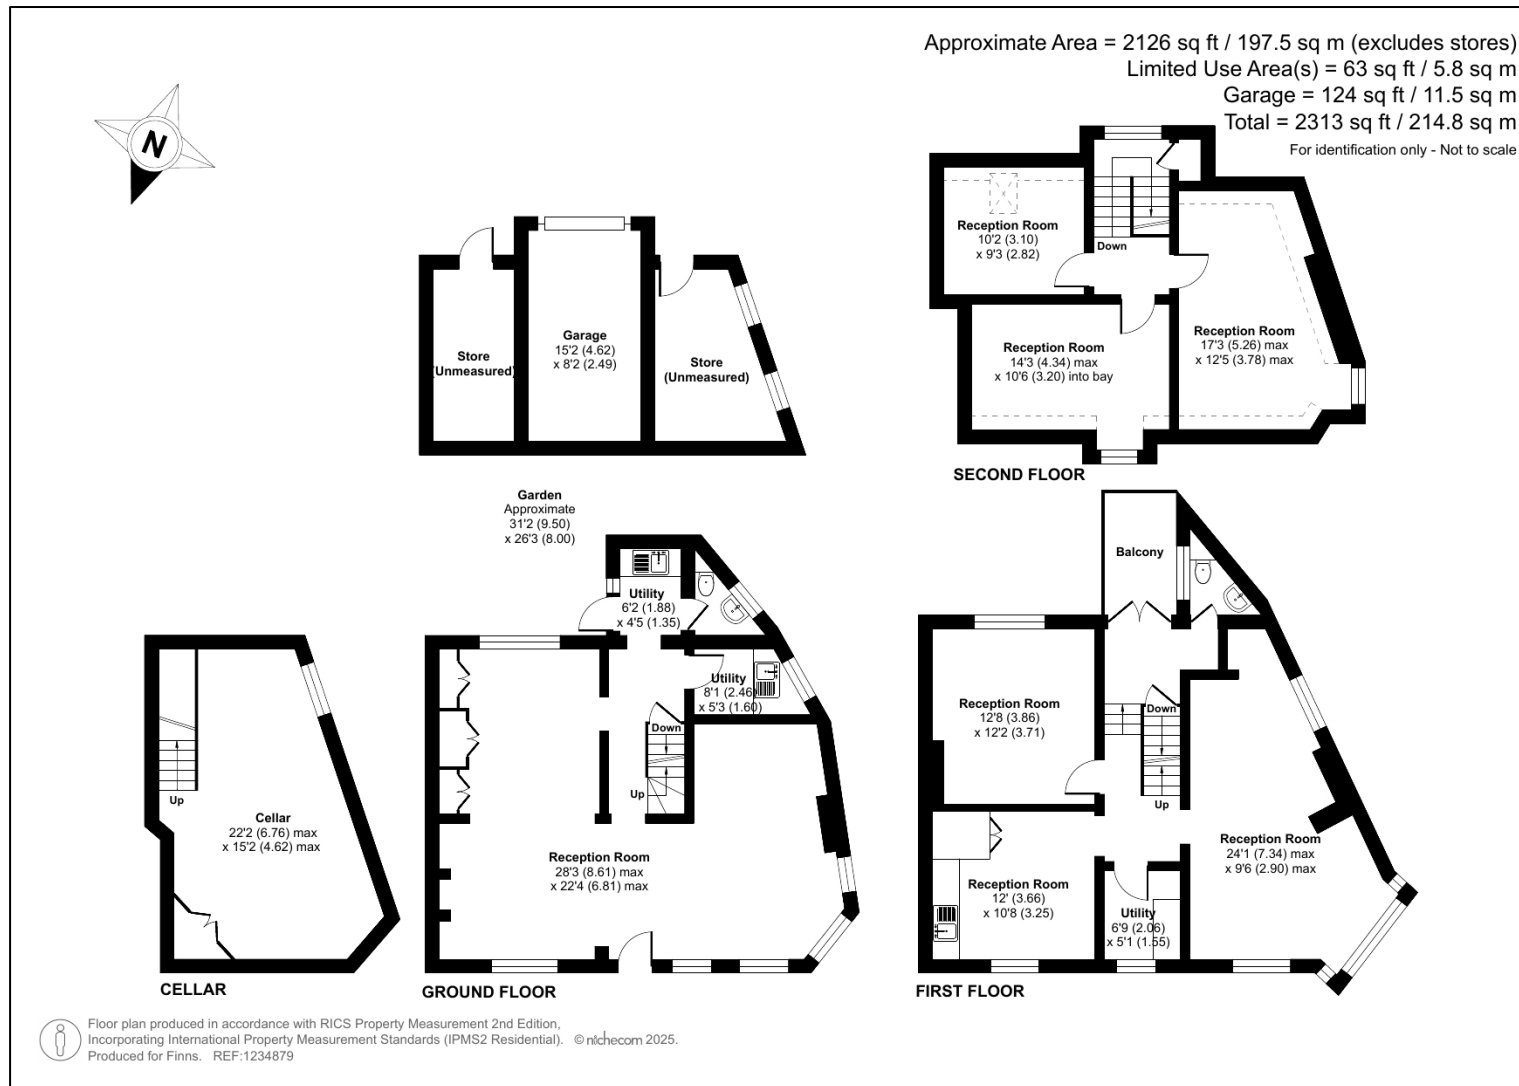 Approximate Area = 2126 sq ft / 197.5 sq m (excludes stores)
Limited Use Area(s) = 63 sq ft / 5.8 sq m
Garage = 124 sq ft / 11.5 sq m
Total = 2313 sq ft / 214.8 sq m
For identification only - Not to scale
N
Reception Room
10'2 (3.10)
x 9'3 (2.82)
Down
Reception Room
14'3 (4.34) max
x 10'6 (3.20) into bay
Reception Room
17'3 (5.26) max
x 12'5 (3.78) max
SECOND FLOOR
Store
(Unmeasured)
Garage
15'2 (4.62)
x 8'2 (2.49)
Store
(Unmeasured)
Garden
Approximate
31'2 (9.50)
x 26'3 (8.00)
Utility
6'2 (1.88)
x 4'5 (1.35)
Utility
8'1 (2.46)
x 5'3 (1.60)
Down
Up
Reception Room
28'3 (8.61) max
x 22'4 (6.81) max
GROUND FLOOR
Up
Cellar
22'2 (6.76) max
x 15'2 (4.62) max
CELLAR
Balcony
Reception Room
12'8 (3.86)
x 12'2 (3.71)
Down
Up
Reception Room
24'1 (7.34) max
x 9'6 (2.90) max
Reception Room
12' (3.66)
x 10'8 (3.25)
Utility
6'9 (2.06)
x 5'1 (1.55)
FIRST FLOOR
Floor plan produced in accordance with RICS Property Measurement 2nd Edition,
Incorporating International Property Measurement Standards (IPMS2 Residential). © nichecom 2025.
Produced for Finns. REF:1234879